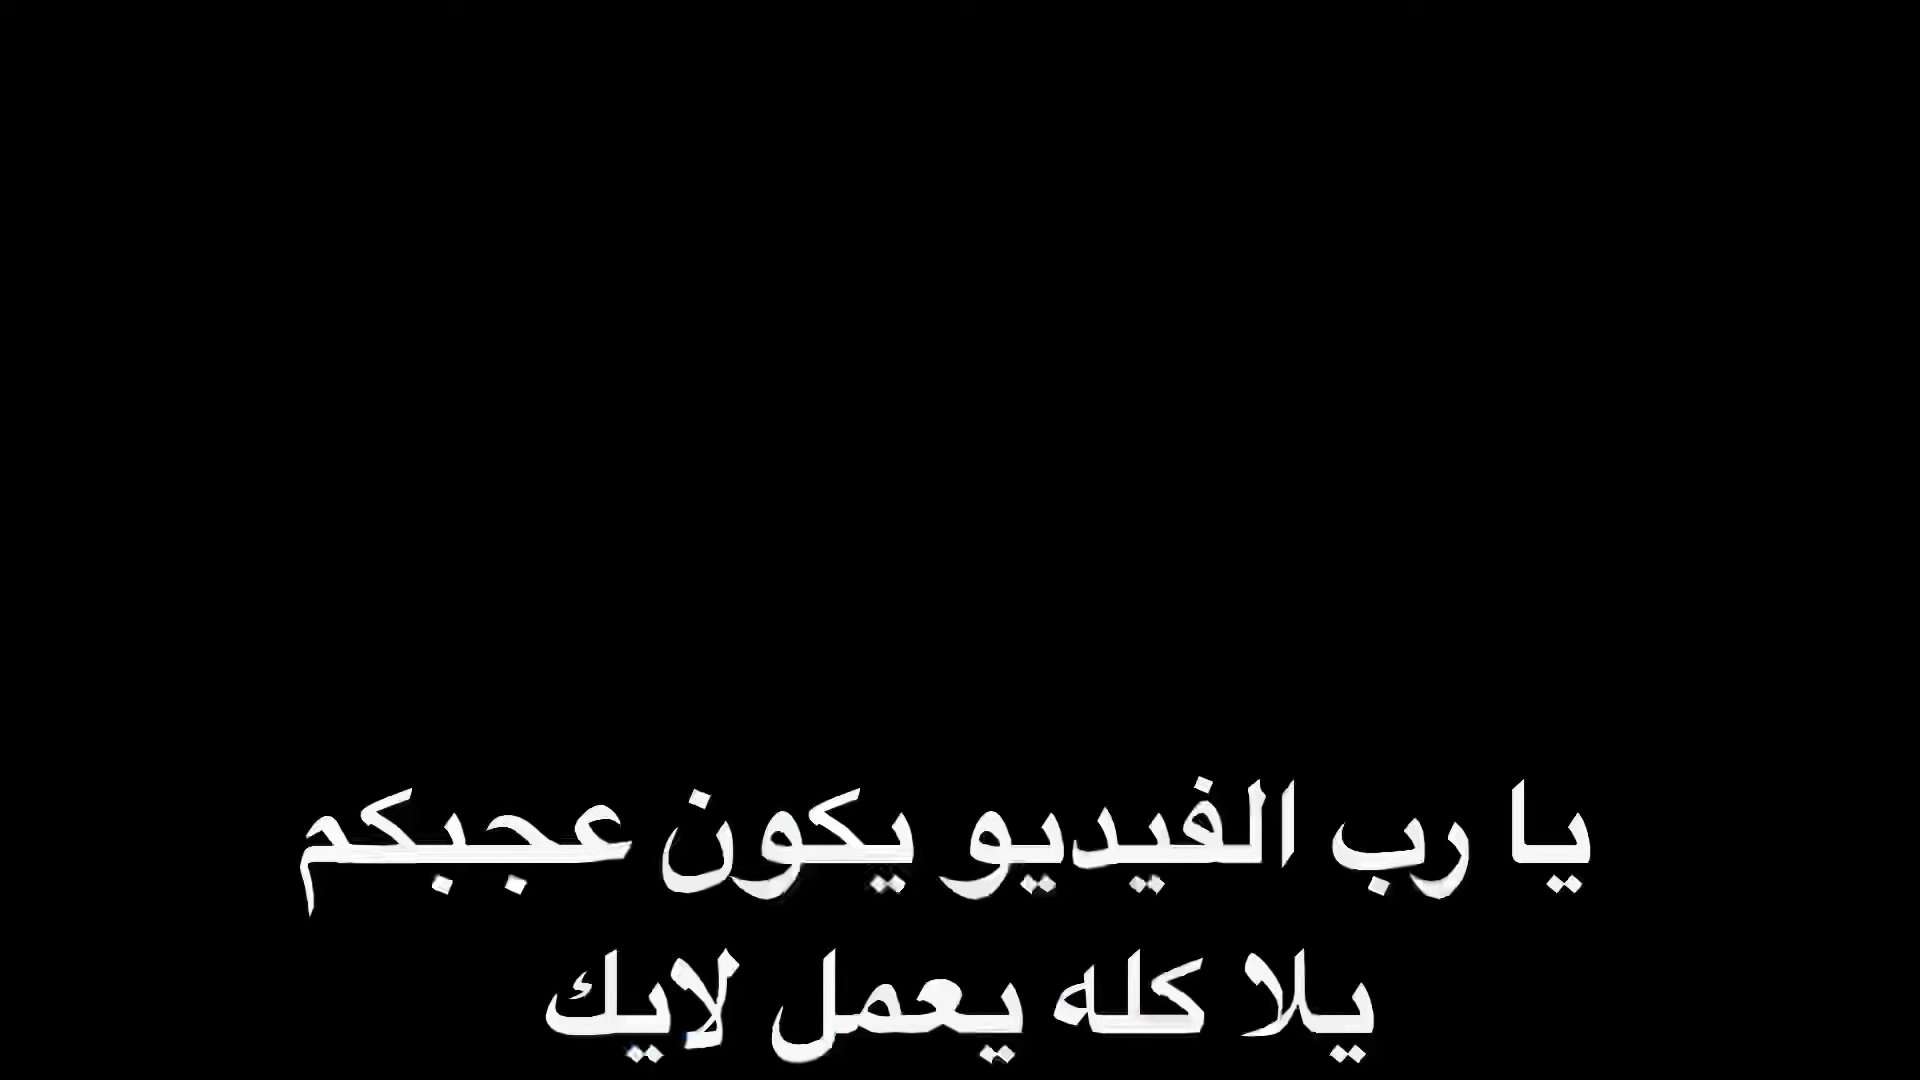 يا رب الفيديو يكون عجبكم
يلا كله يعمل لايك